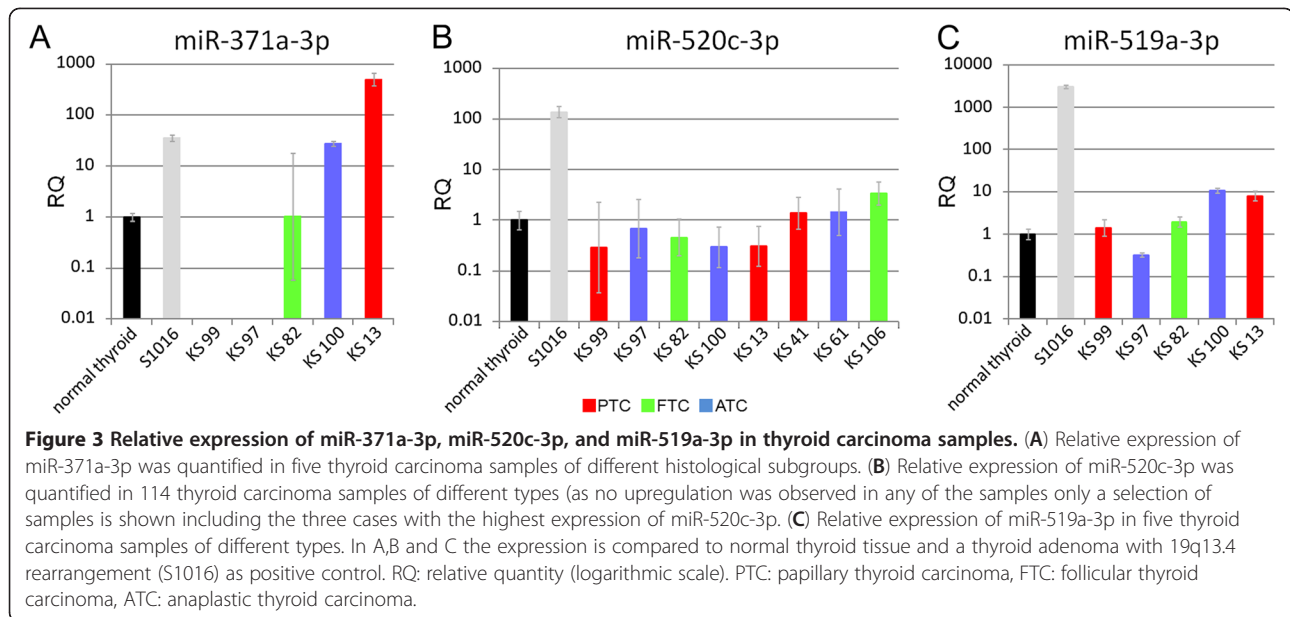 A
miR-371a-3p
1000
100
10
1
0.1
0.01
RQ
normal thyroid
S1016
KS 99
KS 97
KS 82
KS 100
KS 13
B
miR-520c-3p
1000
100
10
1
0.1
0.01
RQ
normal thyroid
S1016
KS 99
KS 97
KS 82
KS 100
KS 13
KS 41
KS 61
KS 106
C
miR-519a-3p
10000
1000
100
10
1
0.1
0.01
RQ
normal thyroid
S1016
KS 99
KS 97
KS 82
KS 100
KS 13
PTC FTC ATC
Figure 3 Relative expression of miR-371a-3p, miR-520c-3p, and miR-519a-3p in thyroid carcinoma samples. (A) Relative expression of
miR-371a-3p was quantified in five thyroid carcinoma samples of different histological subgroups. (B) Relative expression of miR-520c-3p was
quantified in 114 thyroid carcinoma samples of different types (as no upregulation was observed in any of the samples only a selection of
samples is shown including the three cases with the highest expression of miR-520c-3p. (C) Relative expression of miR-519a-3p in five thyroid
carcinoma samples of different types. In A,B and C the expression is compared to normal thyroid tissue and a thyroid adenoma with 19q13.4
rearrangement (S1016) as positive control. RQ: relative quantity (logarithmic scale). PTC: papillary thyroid carcinoma, FTC: follicular thyroid
carcinoma, ATC: anaplastic thyroid carcinoma.